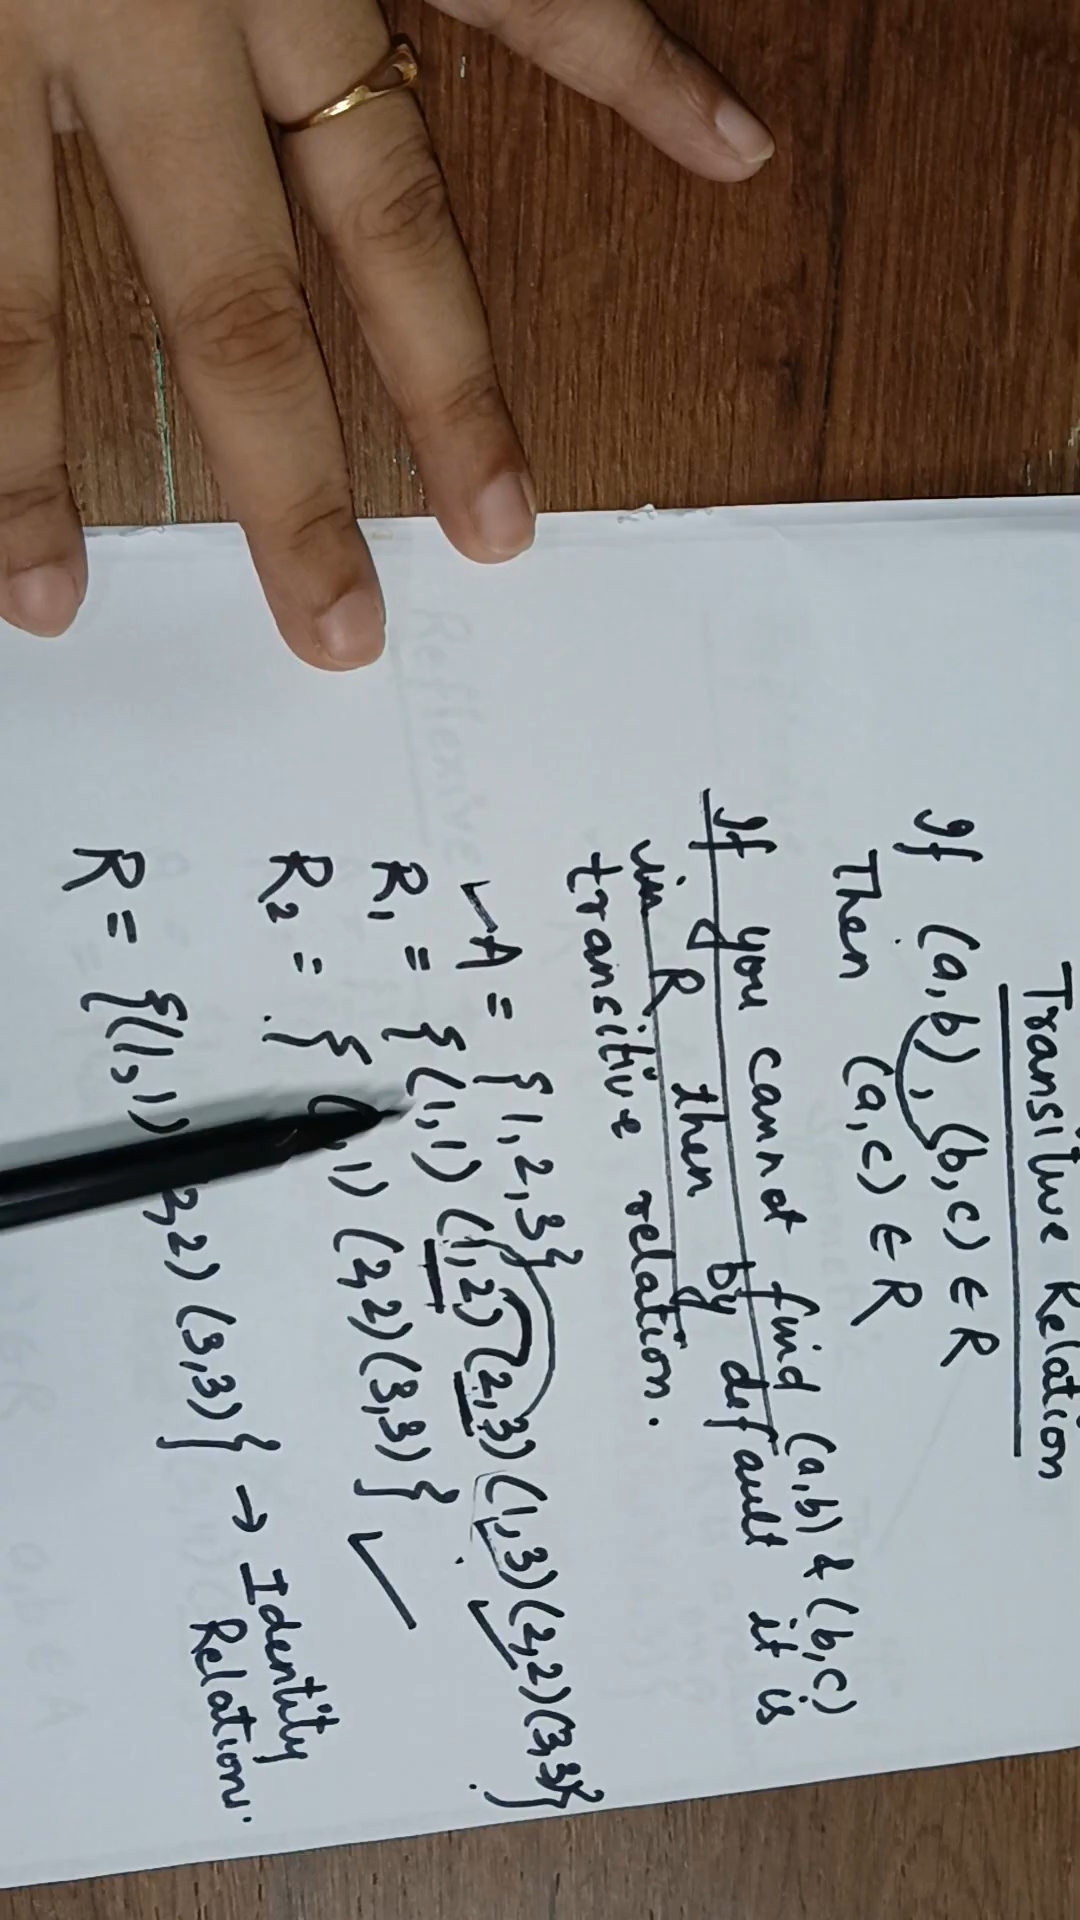 Transitive Relation
If (a,b), (b,c) ∈ R
Then (a,c) ∈ R
If you cannot find (a,b) & (b,c)
in R then by default it is
transitive relation.
✓A = {1,2,3}
R₁ = {(1,1) (1,2) (2,3) (1,3) (2,2) (3,3)}
R₂ = { ,1) (2,2) (3,3)} ✓
R = {(1,1) 2,2) (3,3)} → Identity
Relation.
Reflexive